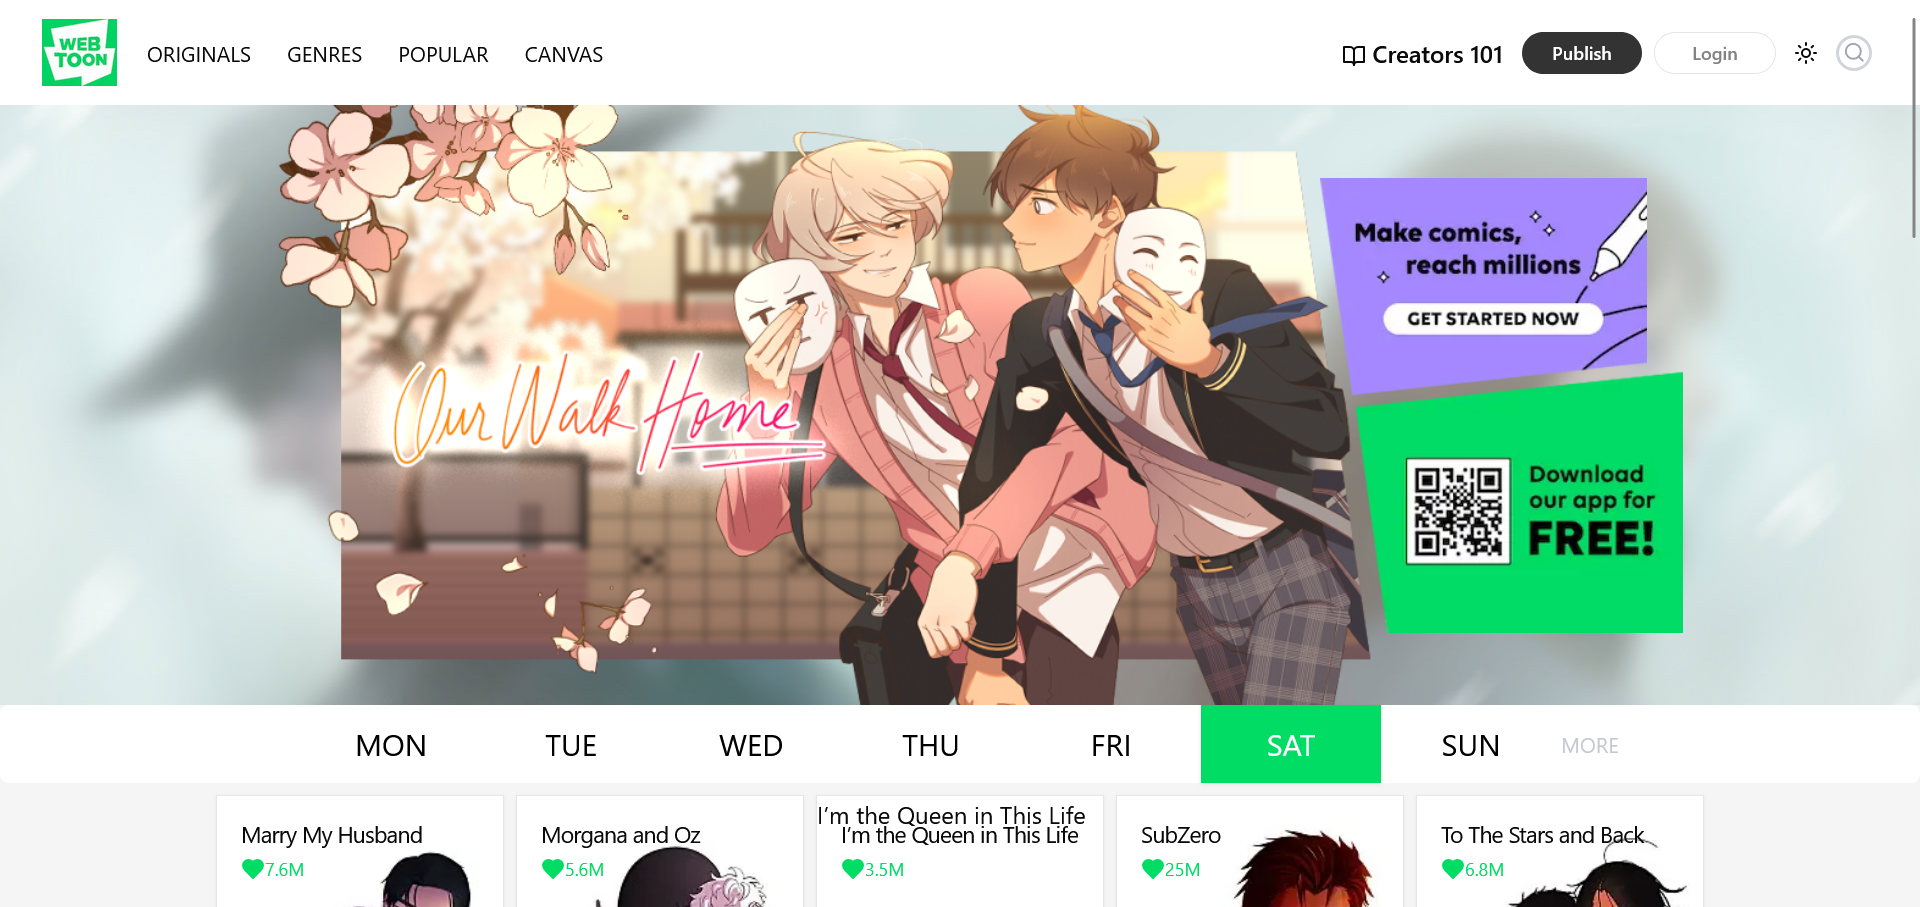 WEB
TOON
ORIGINALS
GENRES
POPULAR
CANVAS
Creators 101
Publish
Login
Our Walk Home
Make comics,
reach millions
GET STARTED NOW
Download
our app for
FREE!
MON
TUE
WED
THU
FRI
SAT
SUN
MORE
Marry My Husband
7.6M
Morgana and Oz
5.6M
I’m the Queen in This Life
I’m the Queen in This Life
3.5M
SubZero
25M
To The Stars and Back
6.8M